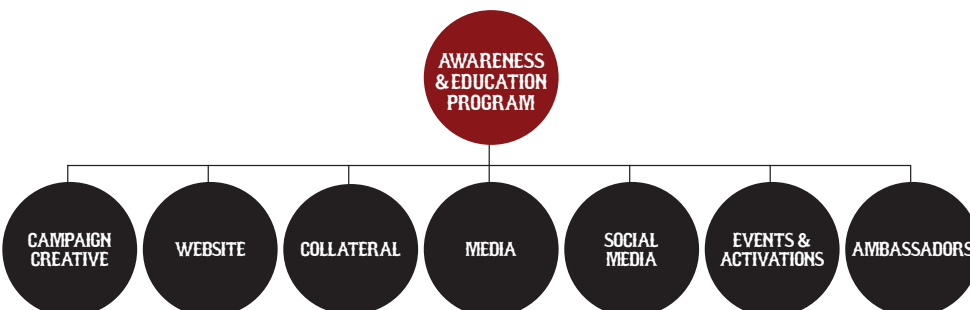 AWARENESS
& EDUCATION
PROGRAM
CAMPAIGN
CREATIVE
WEBSITE
COLLATERAL
MEDIA
SOCIAL
MEDIA
EVENTS &
ACTIVATIONS
AMBASSADORS